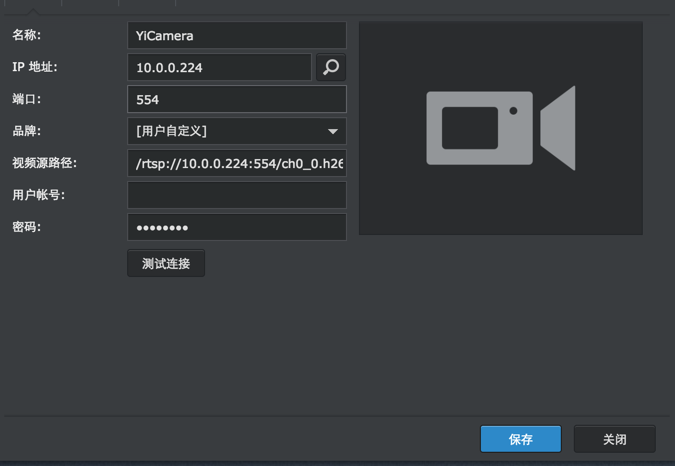 名称：
YiCamera
IP 地址：
10.0.0.224
端口：
554
品牌：
[用户自定义]
视频源路径：
/rtsp://10.0.0.224:554/ch0_0.h26
用户帐号：
密码：
••••••••
测试连接
保存
关闭